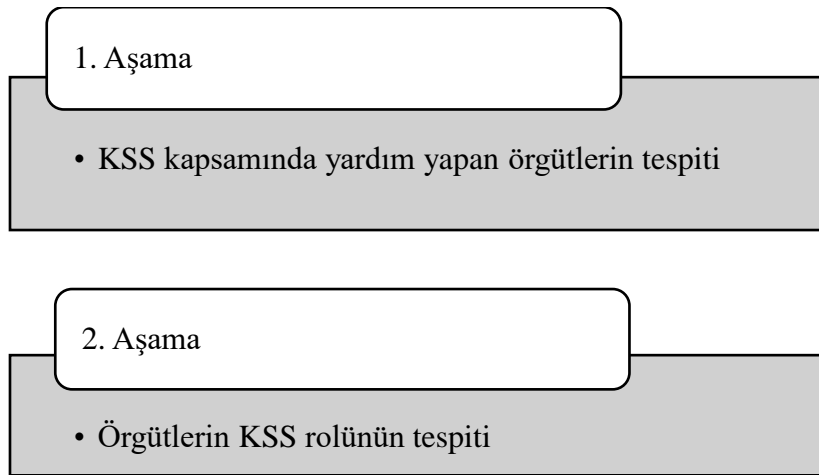 1. Aşama
• KSS kapsamında yardım yapan örgütlerin tespiti
2. Aşama
• Örgütlerin KSS rolünün tespiti